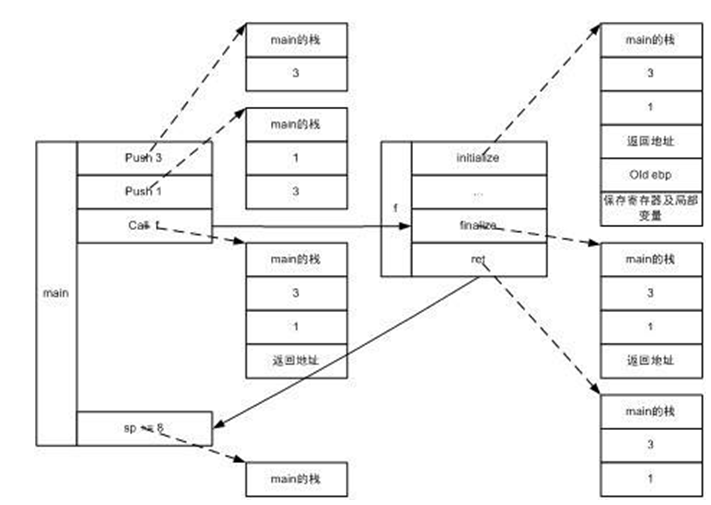 main的栈
3
main的栈
1
3
main
Push 3
Push 1
Call f
main的栈
3
1
返回地址
sp += 8
main的栈
f
initialize
...
finalize
ret
main的栈
3
1
返回地址
Old ebp
保存寄存器及局部
变量
main的栈
3
1
返回地址
main的栈
3
1